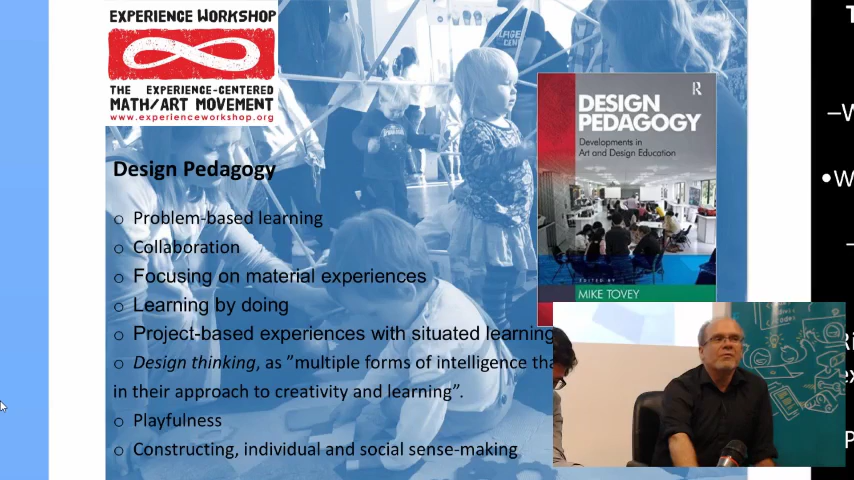 EXPERIENCE WORKSHOP
THE EXPERIENCE-CENTERED
MATH/ART MOVEMENT
www.experienceworkshop.org
Design Pedagogy
o Problem-based learning
o Collaboration
o Focusing on material experiences
o Learning by doing
o Project-based experiences with situated learning
o Design thinking, as ”multiple forms of intelligence tha
in their approach to creativity and learning”.
o Playfulness
o Constructing, individual and social sense-making
R
DESIGN
PEDAGOGY
Developments in
Art and Design Education
EDITED BY
MIKE TOVEY
T
–W
•W
–
P